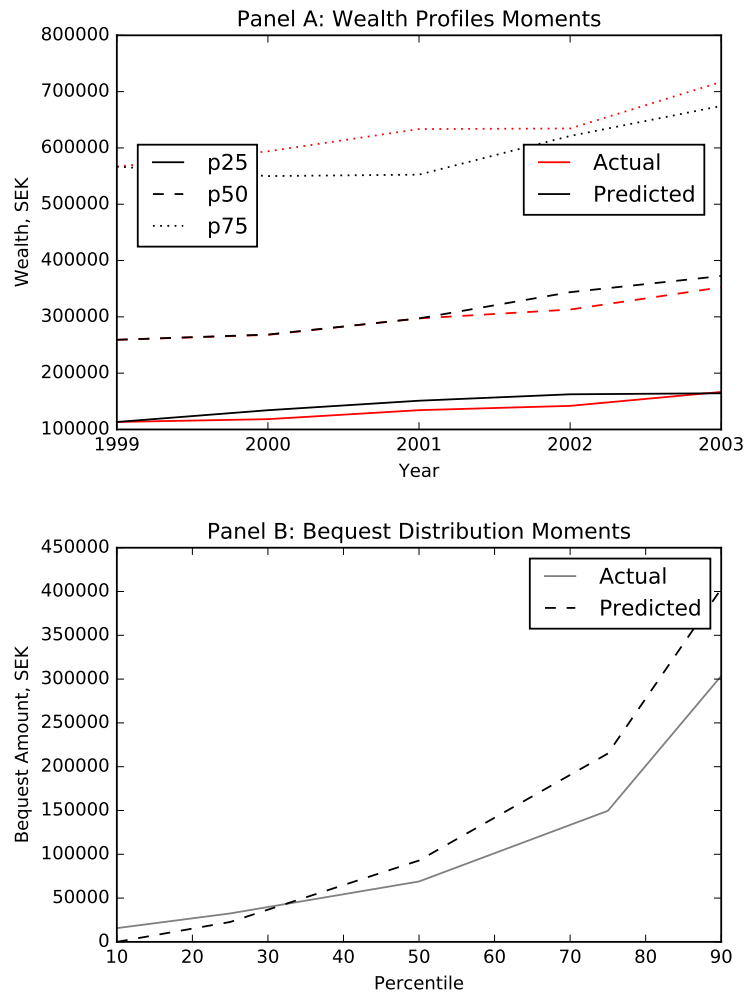 Panel A: Wealth Profiles Moments
800000
700000
600000
500000
400000
300000
200000
100000
Wealth, SEK
p25
p50
p75
Actual
Predicted
1999 2000 2001 2002 2003
Year
Panel B: Bequest Distribution Moments
450000
400000
350000
300000
250000
200000
150000
100000
50000
0
Bequest Amount, SEK
Actual
Predicted
10 20 30 40 50 60 70 80 90
Percentile